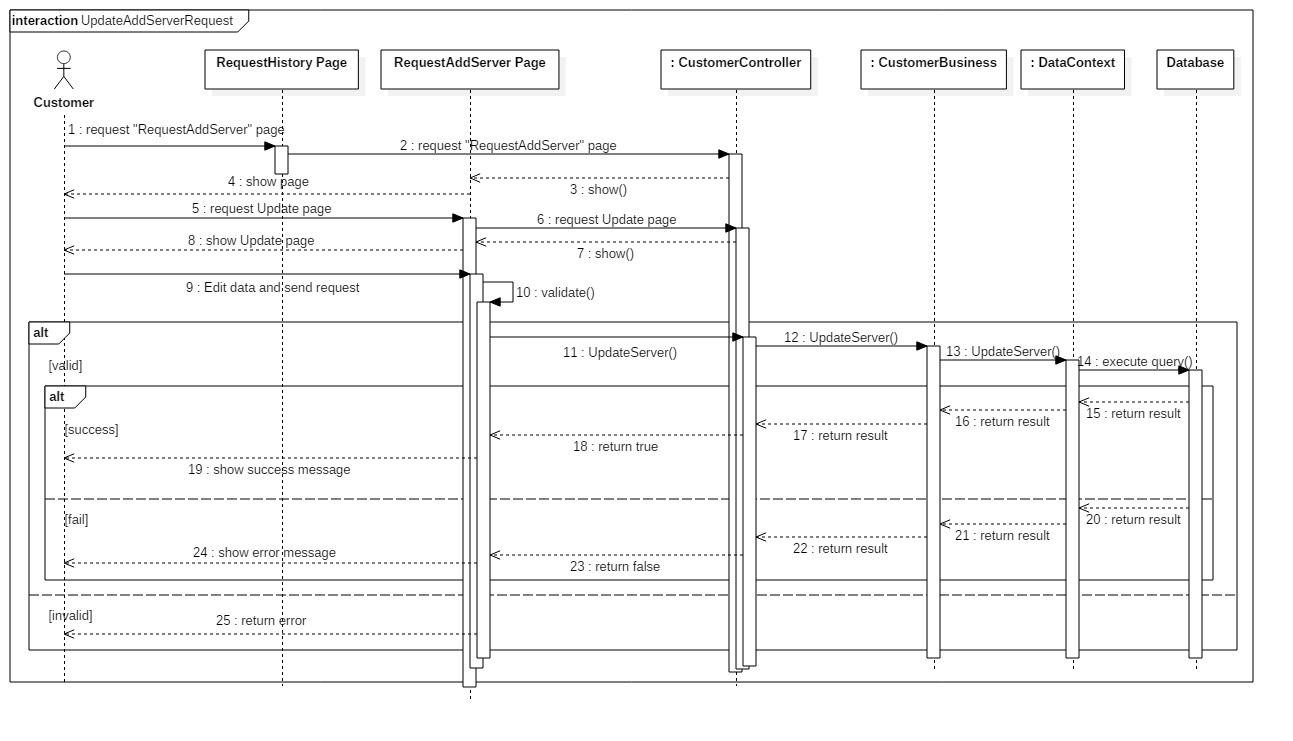 interaction UpdateAddServerRequest
RequestHistory Page
RequestAddServer Page
: CustomerController
: CustomerBusiness
: DataContext
Database
Customer
1 : request "RequestAddServer" page
2 : request "RequestAddServer" page
3 : show()
4 : show page
5 : request Update page
6 : request Update page
7 : show()
8 : show Update page
9 : Edit data and send request
10 : validate()
alt
[valid]
11 : UpdateServer()
12 : UpdateServer()
13 : UpdateServer()
14 : execute query()
alt
[success]
15 : return result
16 : return result
17 : return result
18 : return true
19 : show success message
[fail]
20 : return result
21 : return result
22 : return result
23 : return false
24 : show error message
[invalid]
25 : return error